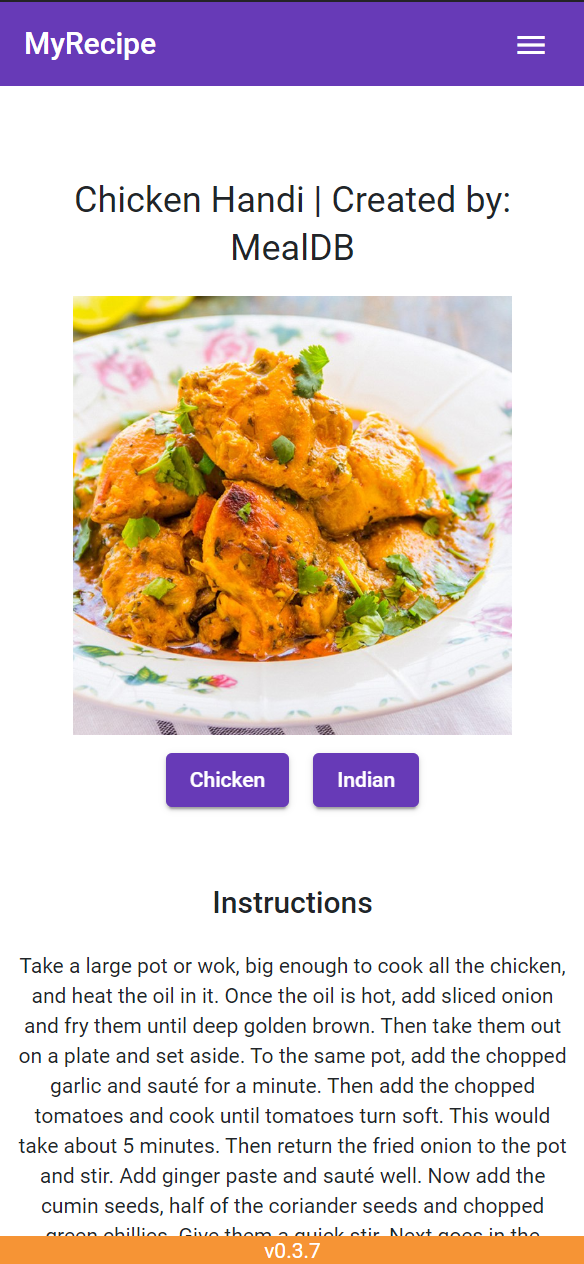 MyRecipe
Chicken Handi | Created by:
MealDB
Chicken
Indian
Instructions
Take a large pot or wok, big enough to cook all the chicken,
and heat the oil in it. Once the oil is hot, add sliced onion
and fry them until deep golden brown. Then take them out
on a plate and set aside. To the same pot, add the chopped
garlic and sauté for a minute. Then add the chopped
tomatoes and cook until tomatoes turn soft. This would
take about 5 minutes. Then return the fried onion to the pot
and stir. Add ginger paste and sauté well. Now add the
cumin seeds, half of the coriander seeds and chopped
green chillies. Give them a quick stir. Next goes in the
v0.3.7